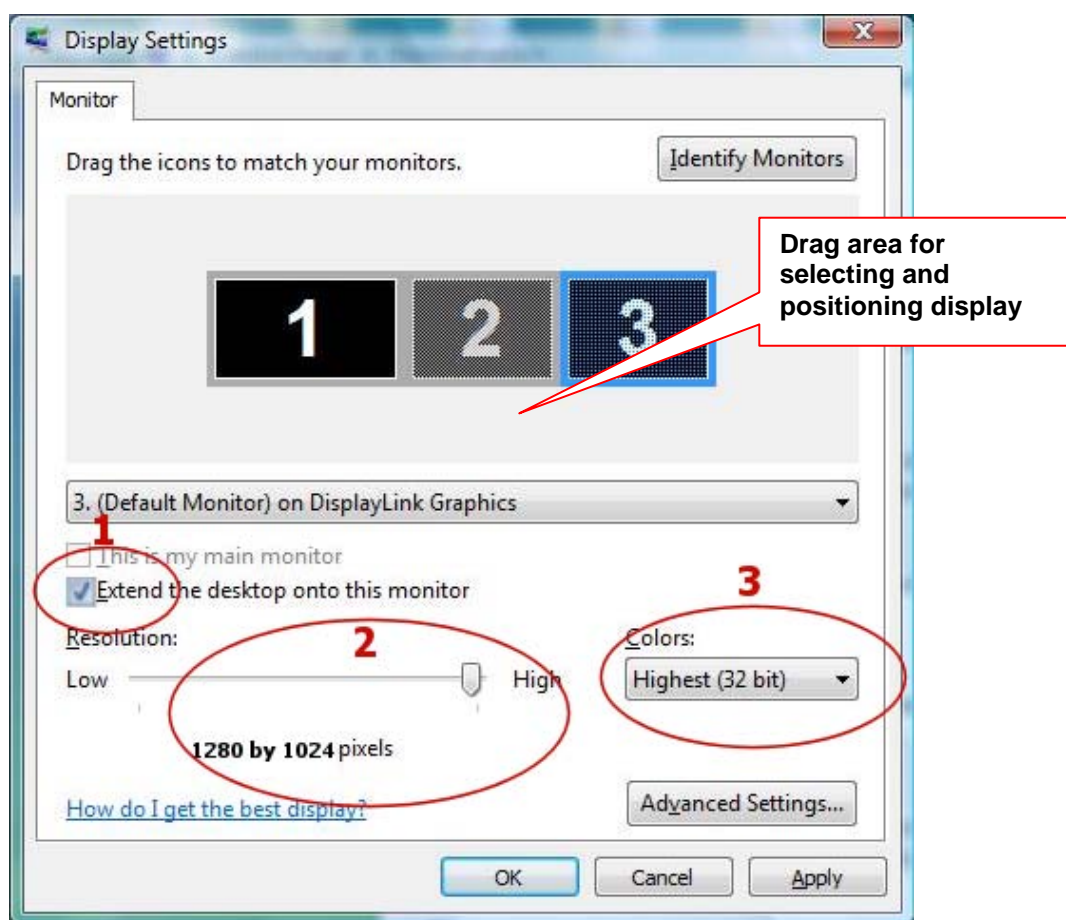 Display Settings
Monitor
Drag the icons to match your monitors.
Identify Monitors
Drag area for
selecting and
positioning display
1 2 3
3. (Default Monitor) on DisplayLink Graphics
1
This is my main monitor
Extend the desktop onto this monitor
3
Resolution:
2
Colors:
Low
High
Highest (32 bit)
1280 by 1024 pixels
How do I get the best display?
Advanced Settings...
OK
Cancel
Apply